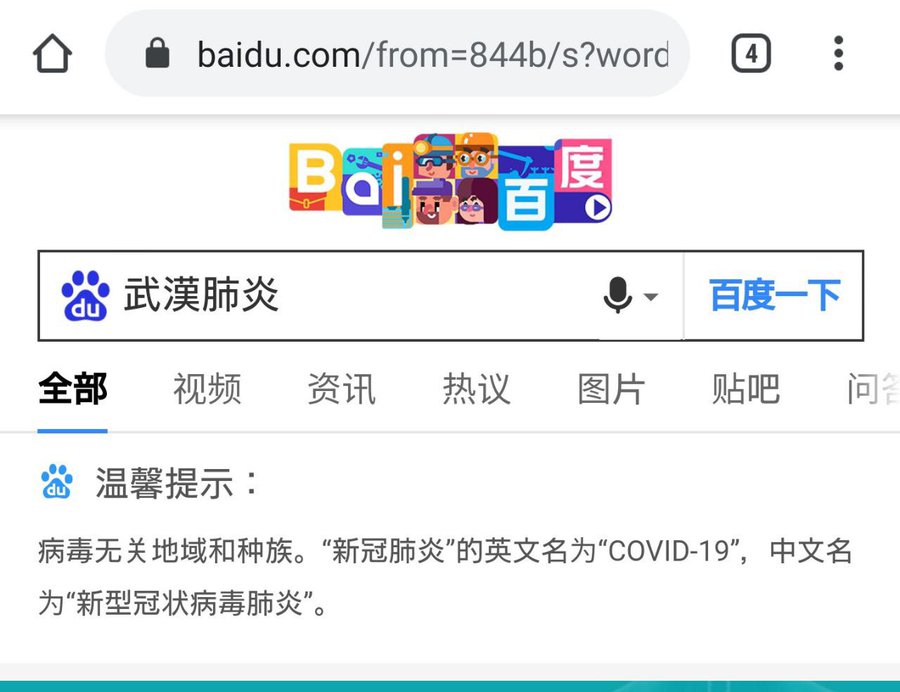 baidu.com/from=844b/s?word
4
Bai 百度
du 武漢肺炎 百度一下
全部 视频 资讯 热议 图片 贴吧 问答
du 温馨提示：
病毒无关地域和种族。“新冠肺炎”的英文名为“COVID-19”，中文名
为“新型冠状病毒肺炎”。